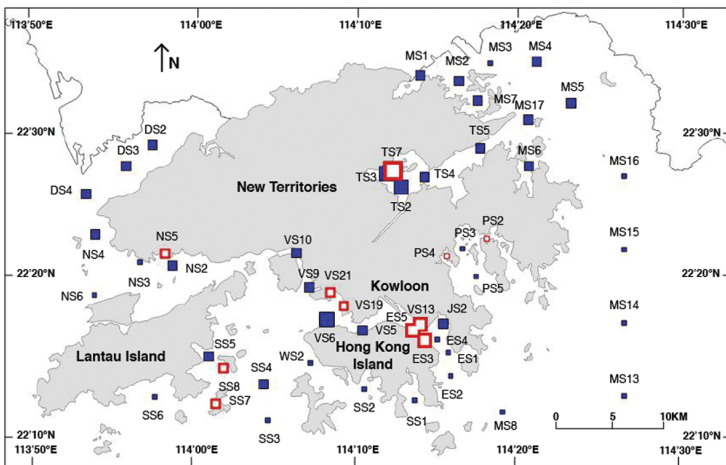 113°50'E 114°00' 114°10' 114°20' 114°30'
MS3 MS4
MS1 MS2
N
MS5
MS7
MS17
22°30' 22°30'
DS2
TS5
DS3
TS7
MS6 MS16
TS3 TS4
DS4
New Territories
TS2
PS2
NS5 PS3 MS15
NS4 VS10
PS4
NS2
22°20' VS9 22°20'
NS3 VS21 Kowloon
PS5
NS6
VS19 VS13 MS14
ES5 JS2
VS6 VS5
SS5 Hong Kong ES4
Lantau Island WS2 Island ES3 ES1
SS4
SS8
MS13
SS7 ES2
SS6 SS2
SS1 0 5 10KM
SS3 MS8
22°10' 22°10'
113°50' 114°00' 114°10' 114°20' 114°30'E